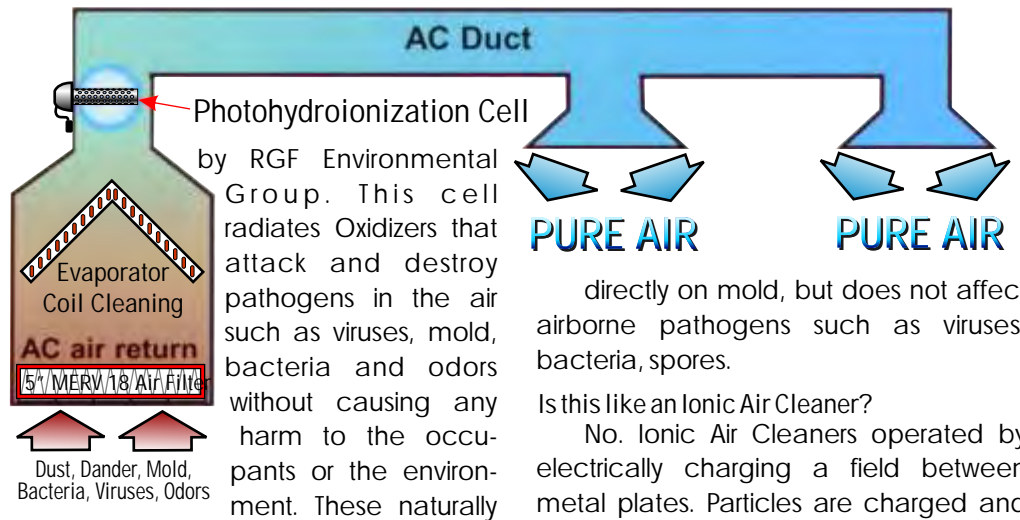 AC Duct
Photohydroionization Cell
by RGF Environmental
Group. This cell
radiates Oxidizers that
attack and destroy
pathogens in the air
such as viruses, mold,
bacteria and odors
without causing any
harm to the occu-
pants or the environ-
ment. These naturally
Evaporator
Coil Cleaning
AC air return
5" MERV 18 Air Filter
Dust, Dander, Mold,
Bacteria, Viruses, Odors
PURE AIR
PURE AIR
directly on mold, but does not affec
airborne pathogens such as viruses
bacteria, spores.
Is this like an Ionic Air Cleaner?
No. Ionic Air Cleaners operated by
electrically charging a field between
metal plates. Particles are charged and